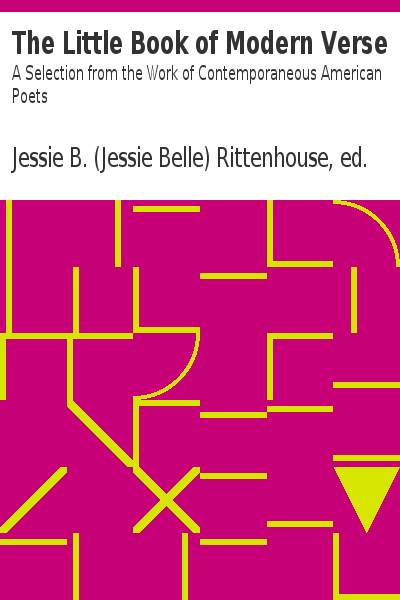 The Little Book of Modern Verse
A Selection from the Work of Contemporaneous American
Poets
Jessie B. (Jessie Belle) Rittenhouse, ed.